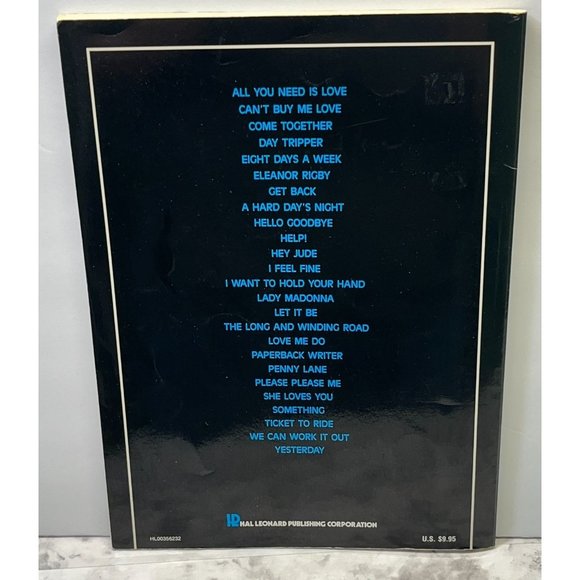 ALL YOU NEED IS LOVE
CAN'T BUY ME LOVE
COME TOGETHER
DAY TRIPPER
EIGHT DAYS A WEEK
ELEANOR RIGBY
GET BACK
A HARD DAY'S NIGHT
HELLO GOODBYE
HELP!
HEY JUDE
I FEEL FINE
I WANT TO HOLD YOUR HAND
LADY MADONNA
LET IT BE
THE LONG AND WINDING ROAD
LOVE ME DO
PAPERBACK WRITER
PENNY LANE
PLEASE PLEASE ME
SHE LOVES YOU
SOMETHING
TICKET TO RIDE
WE CAN WORK IT OUT
YESTERDAY
HAL LEONARD PUBLISHING CORPORATION
HL00356232
U.S. $9.95